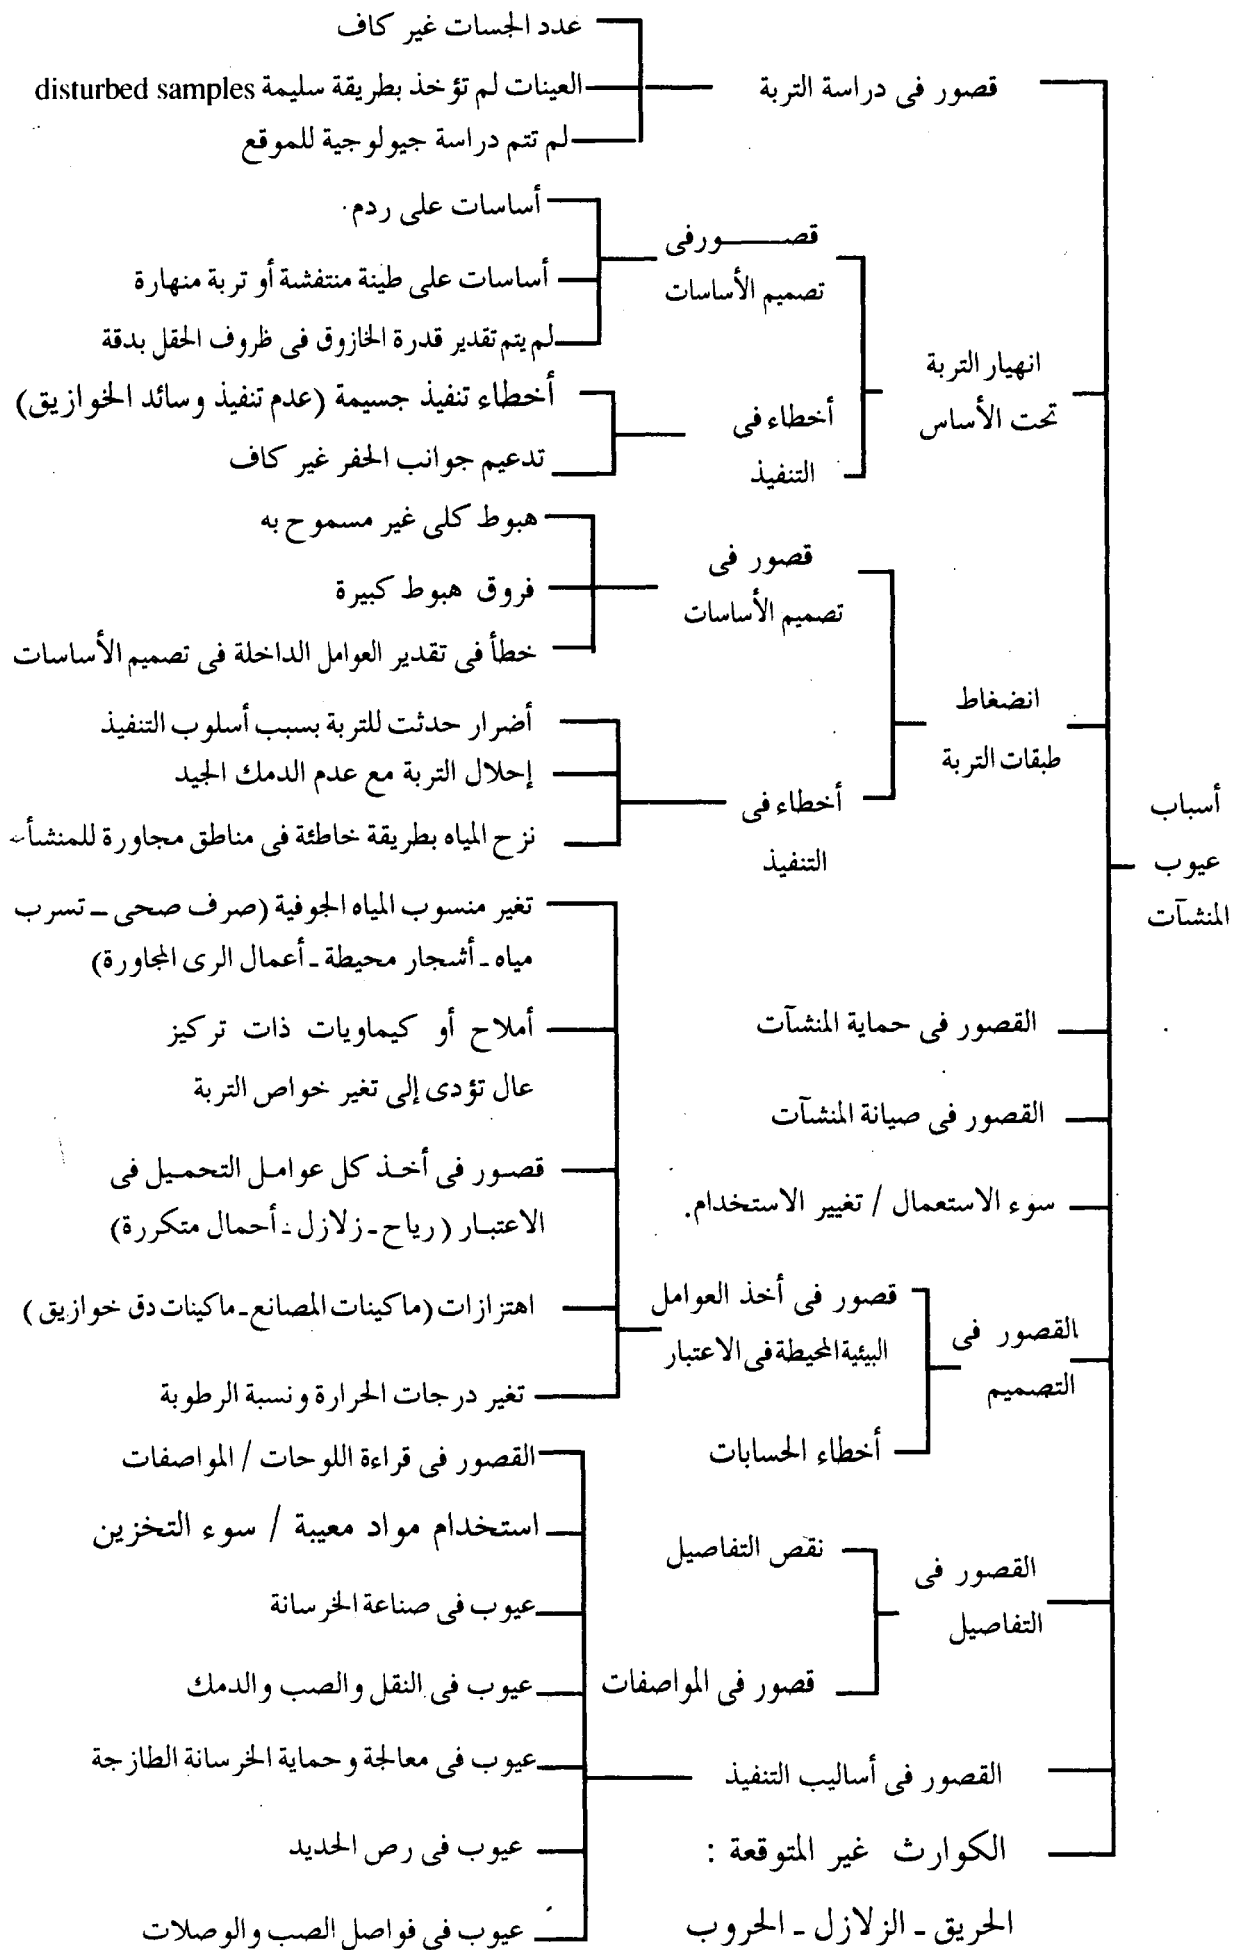 أسباب
عيوب
المنشآت
قصور فى دراسة التربة
عدد الجسات غير كاف
العينات لم تؤخذ بطريقة سليمة disturbed samples
لم تتم دراسة جيولوجية للموقع
انهيار التربة
تحت الأساس
قصــــورفى
تصميم الأساسات
أساسات على ردم.
أساسات على طينة منتفشة أو تربة منهارة
لم يتم تقدير قدرة الخازوق فى ظروف الحقل بدقة
أخطاء فى
التنفيذ
أخطاء تنفيذ جسيمة (عدم تنفيذ وسائد الخوازيق)
تدعيم جوانب الحفر غير كاف
انضغاط
طبقات التربة
قصور فى
تصميم الأساسات
هبوط كلى غير مسموح به
فروق هبوط كبيرة
خطأ فى تقدير العوامل الداخلة فى تصميم الأساسات
أخطاء فى
التنفيذ
أضرار حدثت للتربة بسبب أسلوب التنفيذ
إحلال التربة مع عدم الدمك الجيد
نزح المياه بطريقة خاطئة فى مناطق مجاورة للمنشأ
القصور فى حماية المنشآت
القصور فى صيانة المنشآت
سوء الاستعمال / تغيير الاستخدام.
القصور فى
التصميم
قصور فى أخذ العوامل
البيئية المحيطة فى الاعتبار
تغير منسوب المياه الجوفية (صرف صحى ـ تسرب
مياه ـ أشجار محيطة ـ أعمال الرى المجاورة)
أملاح أو كيماويات ذات تركيز
عال تؤدى إلى تغير خواص التربة
قصور فى أخذ كل عوامل التحميل فى
الاعتبار (رياح ـ زلازل ـ أحمال متكررة)
اهتزازات (ماكينات المصانع ـ ماكينات دق خوازيق)
تغير درجات الحرارة ونسبة الرطوبة
أخطاء الحسابات
القصور فى
التفاصيل
نقص التفاصيل
قصور فى المواصفات
القصور فى أساليب التنفيذ
القصور فى قراءة اللوحات / المواصفات
استخدام مواد معيبة / سوء التخزين
عيوب فى صناعة الخرسانة
عيوب فى النقل والصب والدمك
عيوب فى معالجة وحماية الخرسانة الطازجة
عيوب فى رص الحديد
عيوب فى فواصل الصب والوصلات
الكوارث غير المتوقعة :
الحريق ـ الزلازل ـ الحروب